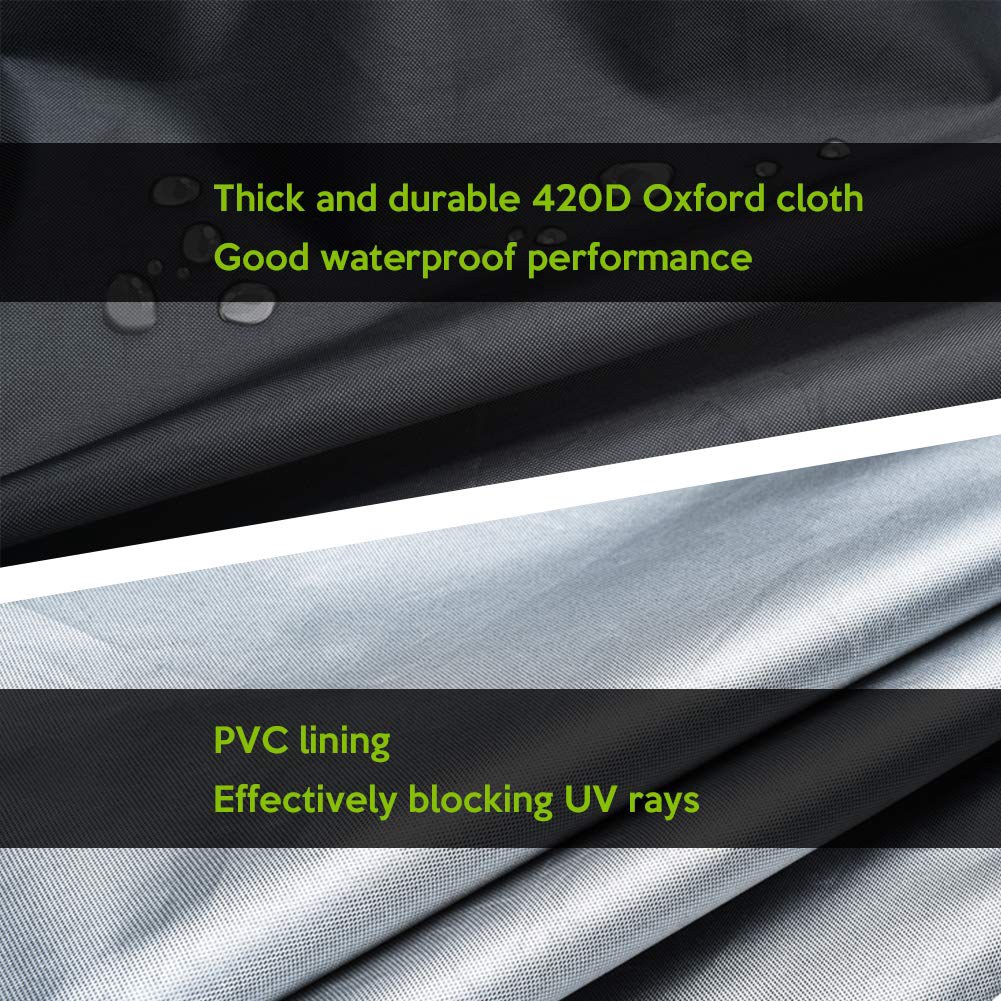 Thick and durable 420D Oxford cloth
Good waterproof performance
PVC lining
Effectively blocking UV rays